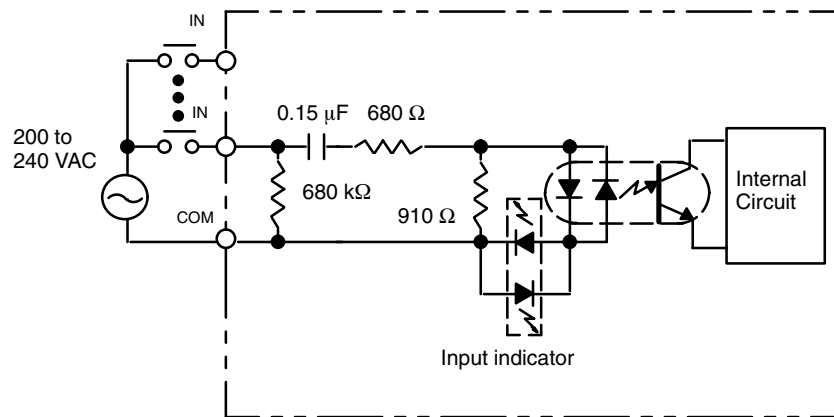 IN
IN
0.15 μF 680 Ω
200 to
240 VAC
680 kΩ
COM
910 Ω
Internal
Circuit
Input indicator